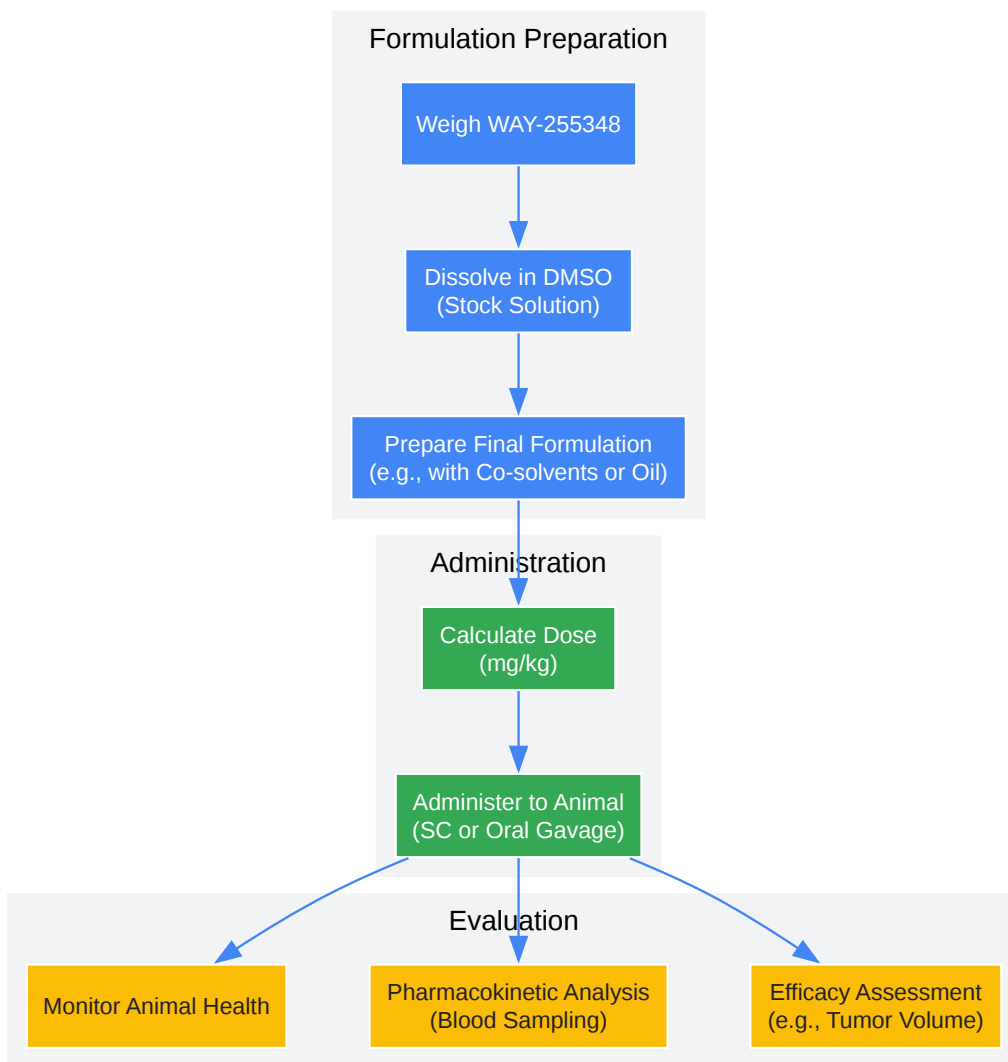 Formulation Preparation
Weigh WAY-255348
Dissolve in DMSO
(Stock Solution)
Prepare Final Formulation
(e.g., with Co-solvents or Oil)
Administration
Calculate Dose
(mg/kg)
Administer to Animal
(SC or Oral Gavage)
Evaluation
Monitor Animal Health
Pharmacokinetic Analysis
(Blood Sampling)
Efficacy Assessment
(e.g., Tumor Volume)